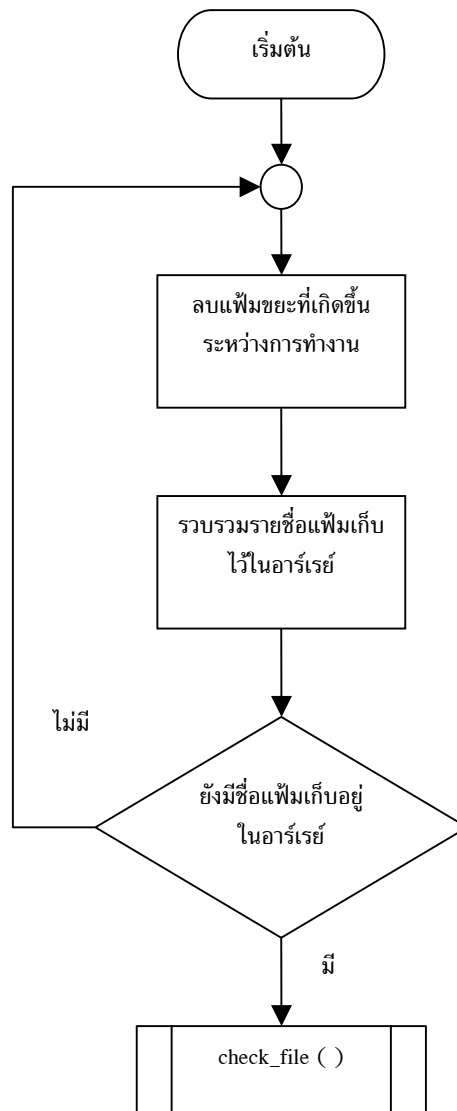 เริ่มต้น
ลบแฟ้มขยะที่เกิดขึ้น
ระหว่างการทำงาน
รวบรวมรายชื่อแฟ้มเก็บ
ไว้ในอาร์เรย์
ไม่มี
ยังมีชื่อแฟ้มเก็บอยู่
ในอาร์เรย์
มี
check_file ( )